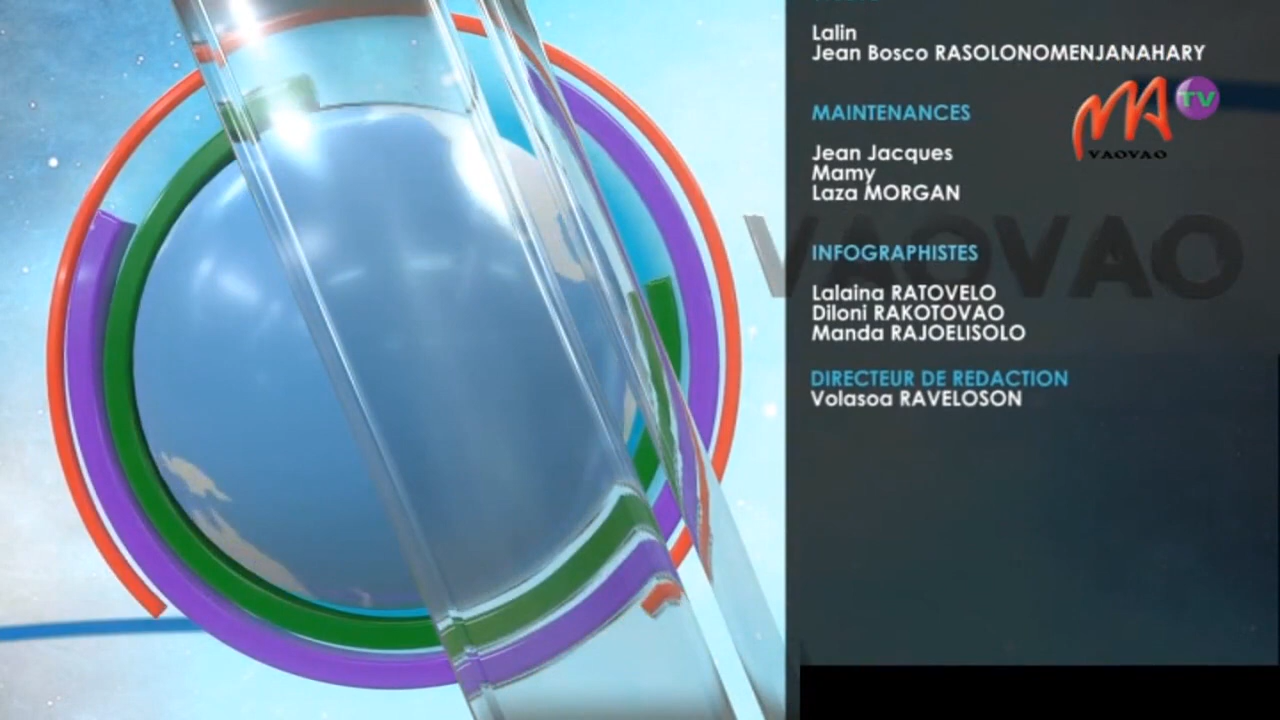 Lalin
Jean Bosco RASOLONOMENJANAHARY
MA TV
VAOVAO
MAINTENANCES
Jean Jacques
Mamy
Laza MORGAN
VAOVAO
INFOGRAPHISTES
Lalaina RATOVELO
Diloni RAKOTOVAO
Manda RAJOELISOLO
DIRECTEUR DE REDACTION
Volasoa RAVELOSON